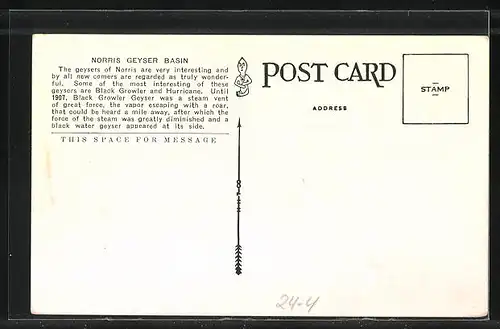 NORRIS GEYSER BASIN
The geysers of Norris are very interesting and
by all new comers are regarded as truly wonder-
ful. Some of the most interesting of these
geysers are Black Growler and Hurricane. Until
1907, Black Growler Geyser was a steam vent
of great force, the vapor escaping with a roar,
that could be heard a mile away, after which the
force of the steam was greatly diminished and a
black water geyser appeared at its side.
THIS SPACE FOR MESSAGE
POST CARD
ADDRESS
STAMP
24-4